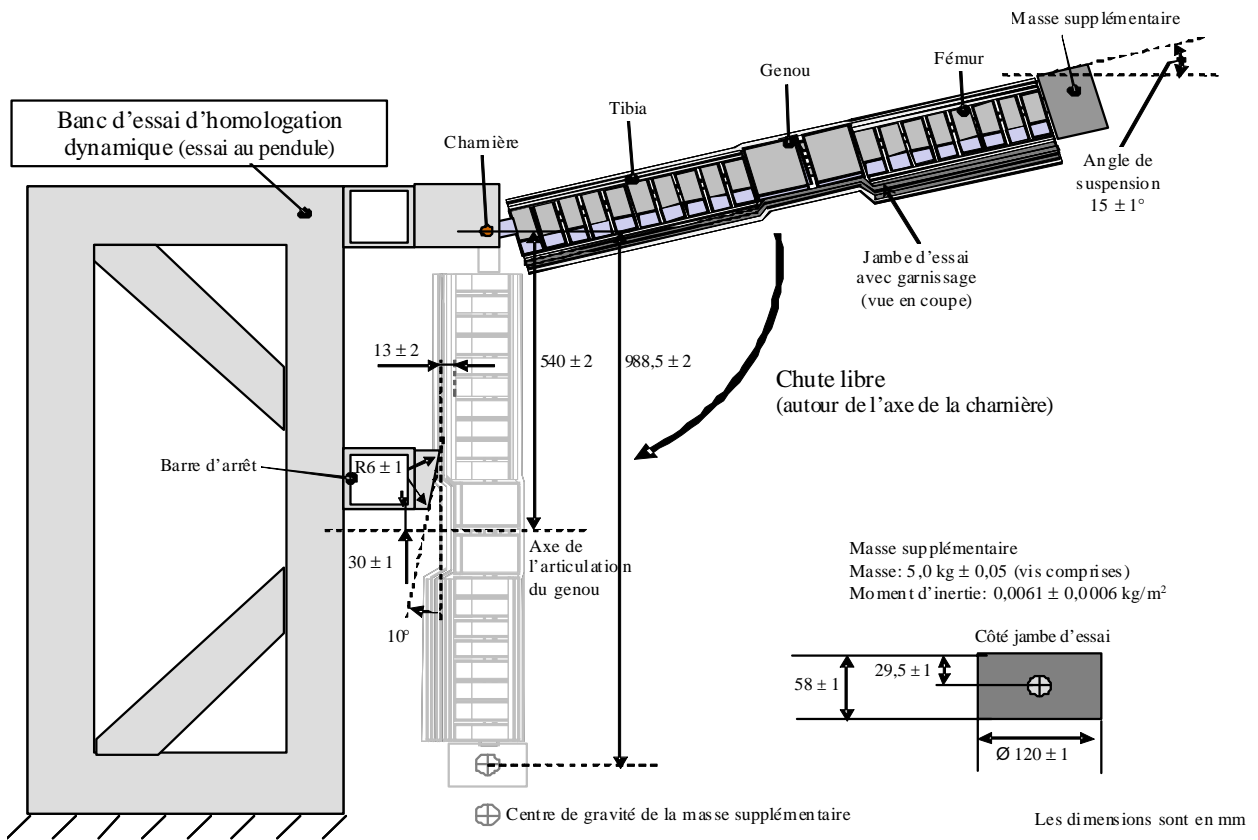 Masse supplémentaire
Fémur
Genou
Tibia
Charnière
Banc d'essai d'homologation
dynamique (essai au pendule)
Angle de
suspension
15 ± 1°
Jambe d'essai
avec garnissage
(vue en coupe)
13 ± 2
540 ± 2
988,5 ± 2
Chute libre
(autour de l'axe de la charnière)
Barre d'arrêt
R6 ± 1
30 ± 1
Axe de
l'articulation
du genou
10°
Masse supplémentaire
Masse: 5,0 kg ± 0,05 (vis comprises)
Moment d'inertie: 0,0061 ± 0,0006 kg/m²
Côté jambe d'essai
58 ± 1
29,5 ± 1
Ø 120 ± 1
Centre de gravité de la masse supplémentaire
Les dimensions sont en mm